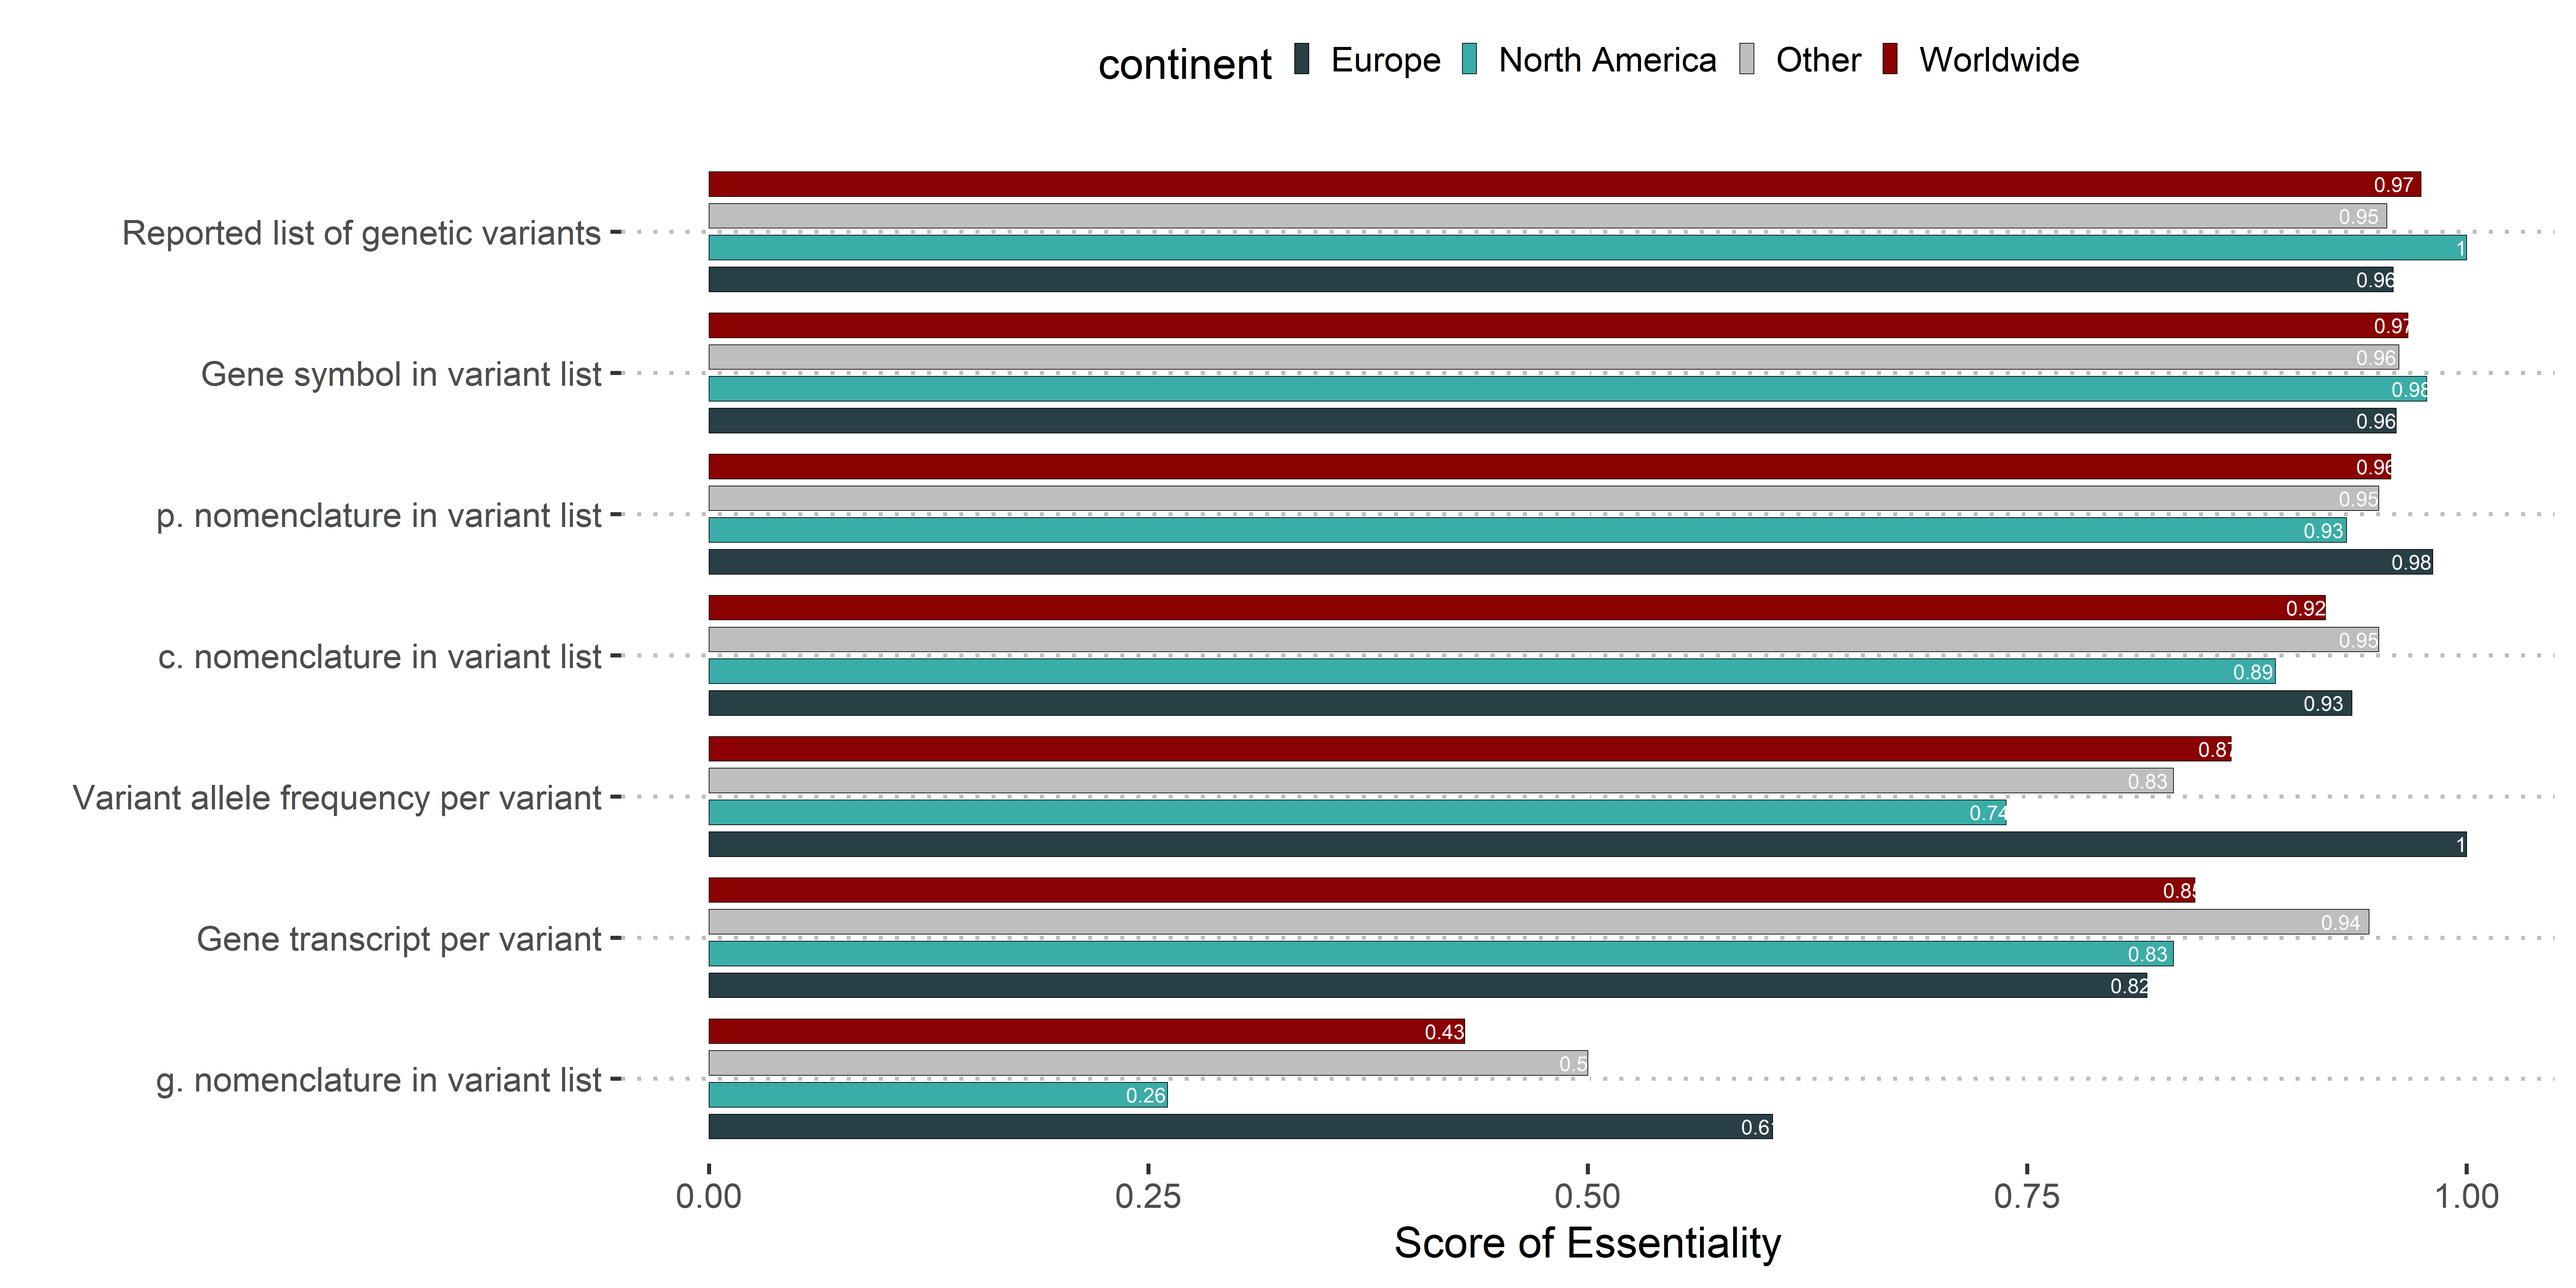 continent Europe North America Other Worldwide
Reported list of genetic variants
0.97
0.95
1
0.96
Gene symbol in variant list
0.97
0.96
0.98
0.96
p. nomenclature in variant list
0.96
0.95
0.93
0.98
c. nomenclature in variant list
0.92
0.95
0.89
0.93
Variant allele frequency per variant
0.87
0.83
0.74
1
Gene transcript per variant
0.85
0.94
0.83
0.82
g. nomenclature in variant list
0.43
0.5
0.26
0.61
0.00 0.25 0.50 0.75 1.00
Score of Essentiality